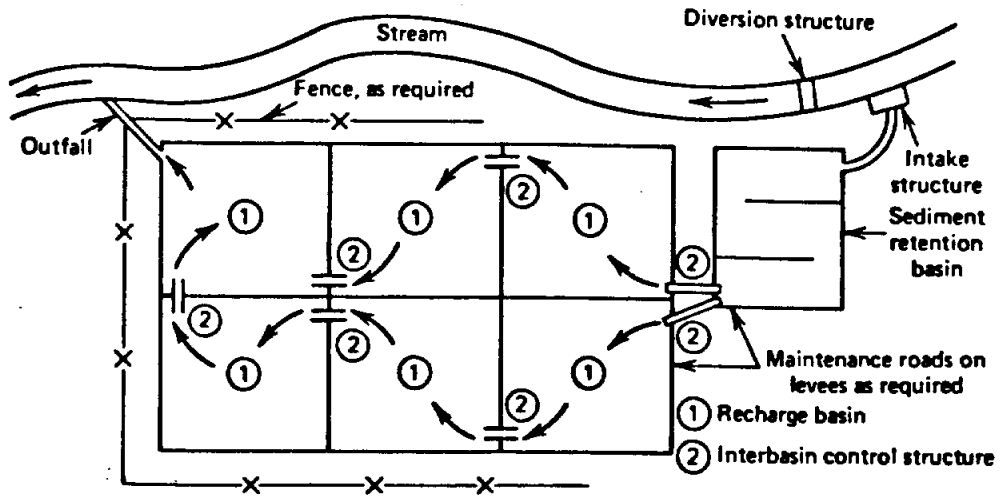 Diversion structure
Stream
Fence, as required
Outfall
Intake
structure
Sediment
retention
basin
1
1
1
2
2
2
2
2
2
2
1
1
1
Maintenance roads on
levees as required
1 Recharge basin
2 Interbasin control structure